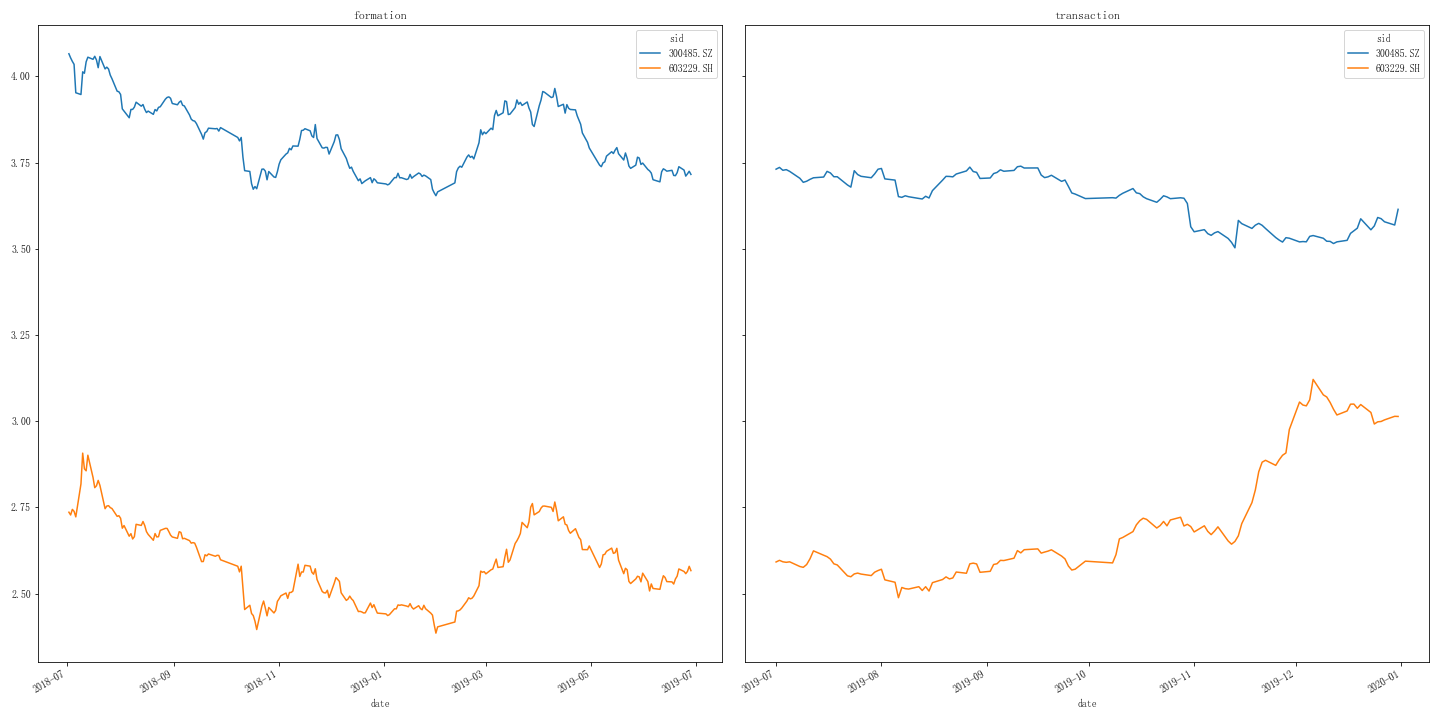 formation
sid
300485.SZ
603229.SH
4.00
3.75
3.50
3.25
3.00
2.75
2.50
2018-07
2018-09
2018-11
2019-01
2019-03
2019-05
2019-07
date
transaction
sid
300485.SZ
603229.SH
2019-07
2019-08
2019-09
2019-10
2019-11
2019-12
2020-01
date